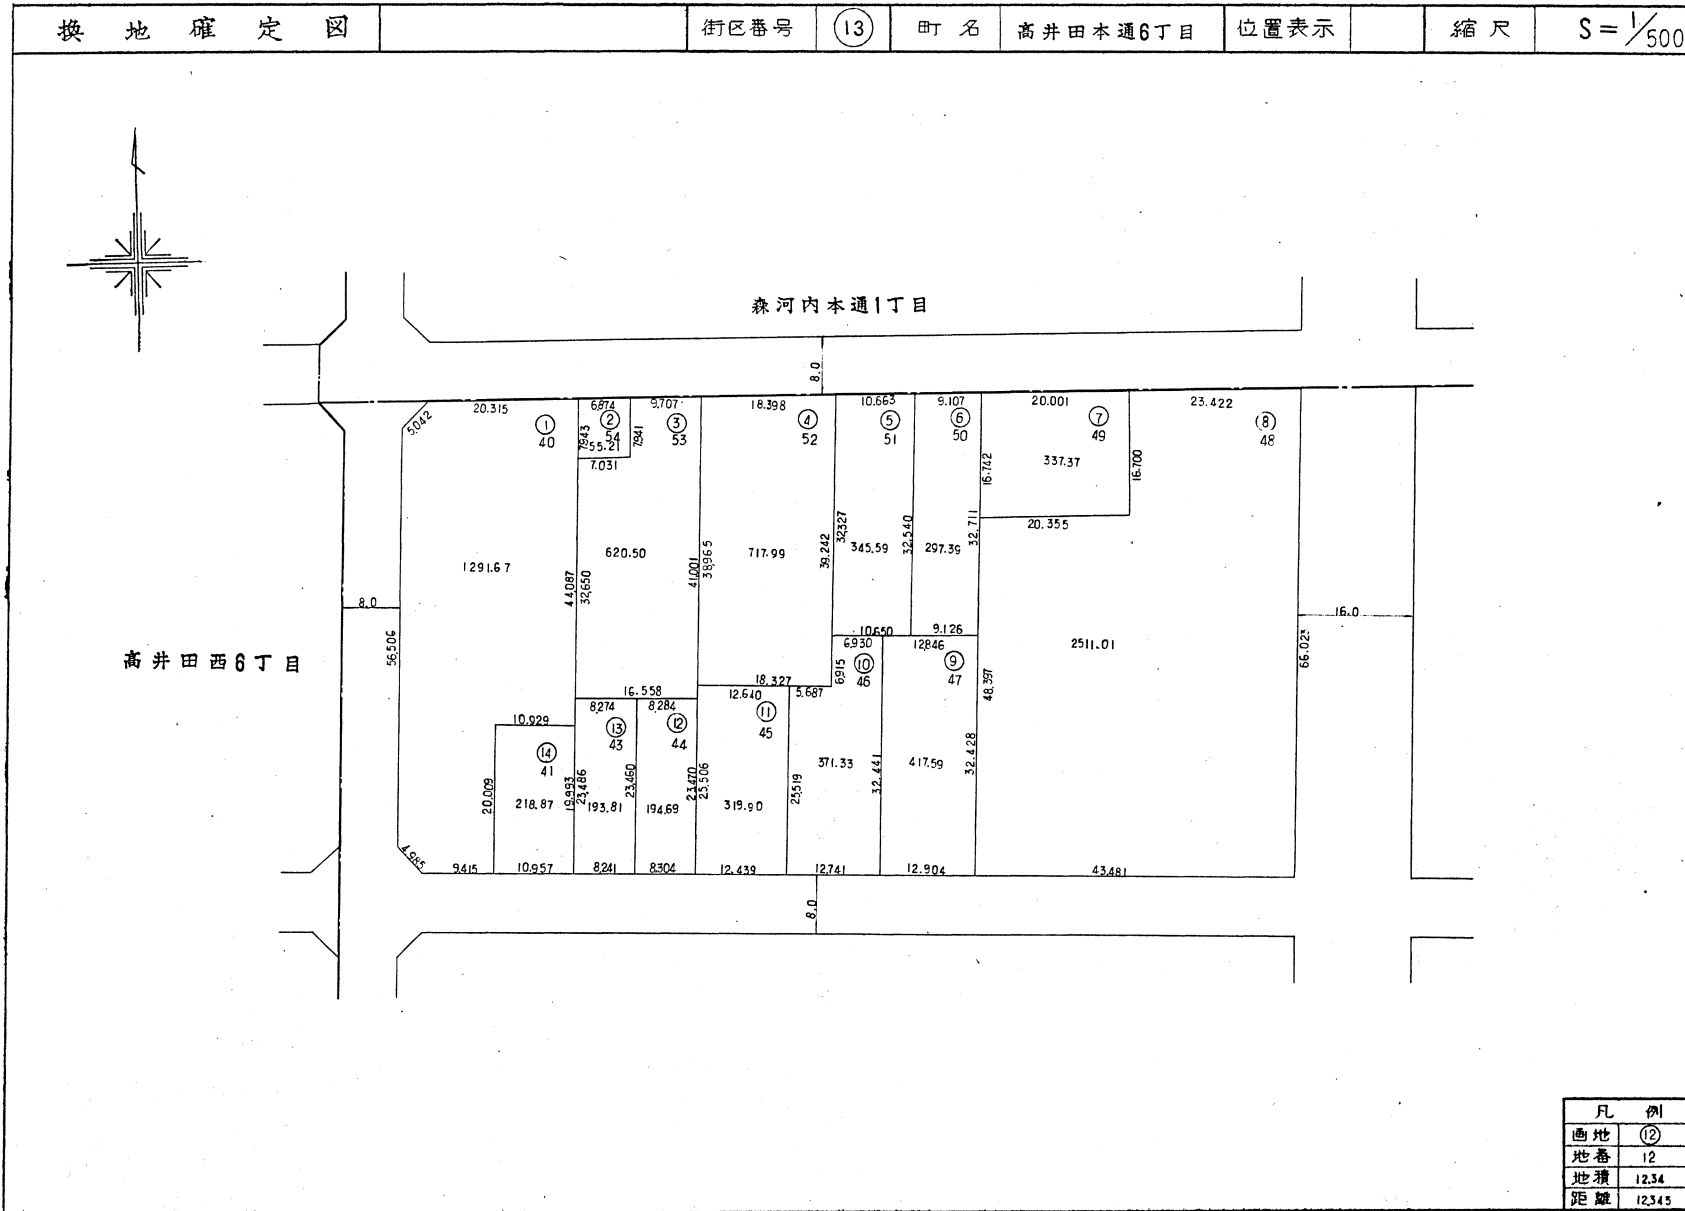 換地確定図 街区番号 ⑬ 町名 高井田本通6丁目 位置表示 縮尺 S=1/500
森河内本通1丁目
8.0
20.315 6.874 9.707 18.398 10.663 9.107 20.001 23.422
5.042
① ② ③ ④ ⑤ ⑥ ⑦ ⑧
40 54 53 52 51 50 49 48
7.943 55.21 7.941
7.031
16.742 337.37 16.700
20.355
1291.67 620.50 717.99 345.59 297.39
44.087 32.650 41.001 38.965 39.242 32.327 32.540 32.711
8.0
56.506
高井田西6丁目
16.0
66.023
2511.01
10.650 9.126
6.930 12.846
⑩ ⑨
46 47
6.915
48.397
16.558 18.327
8.274 8.284 12.640 5.687
10.929
⑭ ⑬ ⑫ ⑪
41 43 44 45
20.009 19.993 23.486 23.460 23.470 25.506 25.519 32.441 32.428
218.87 193.81 194.69 319.90 371.33 417.59
4.985
9.415 10.957 8.241 8.304 12.439 12.741 12.904 43.481
8.0
凡例
画地 ⑫
地番 12
地積 12.34
距離 12.345